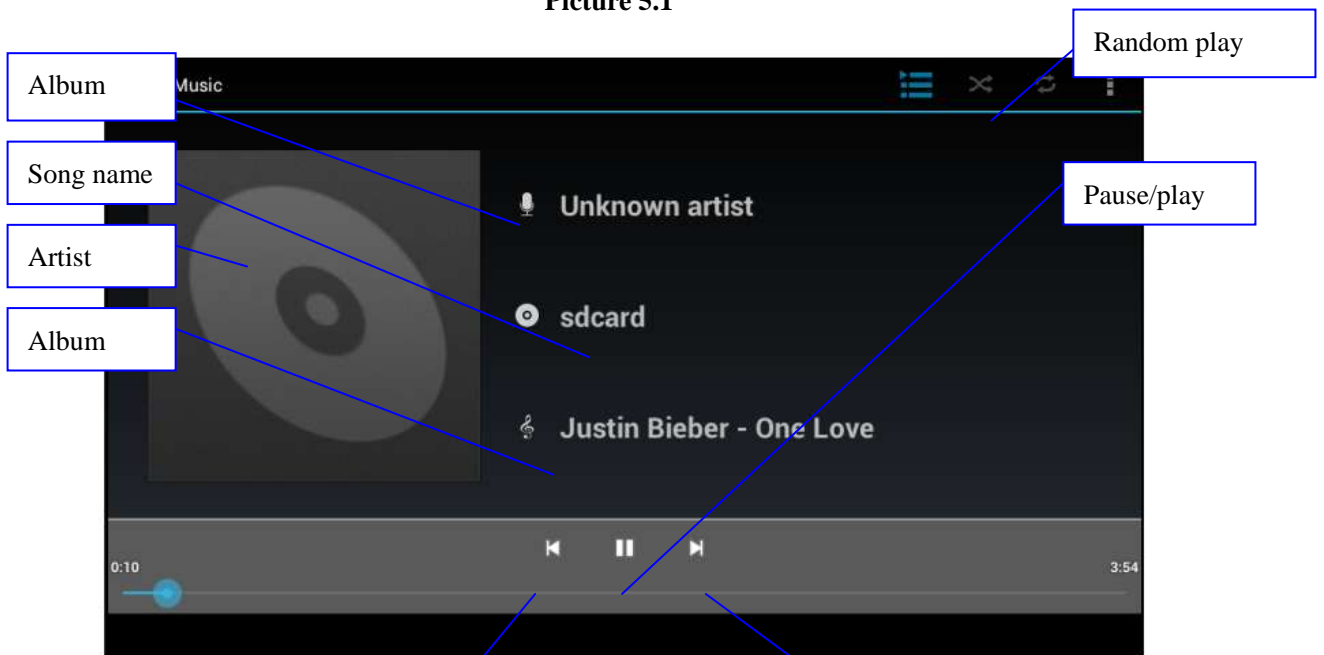 Picture 5.1
Random play
Album
Music
Song name
Unknown artist
Pause/play
Artist
sdcard
Album
Justin Bieber - One Love
0:10
3:54